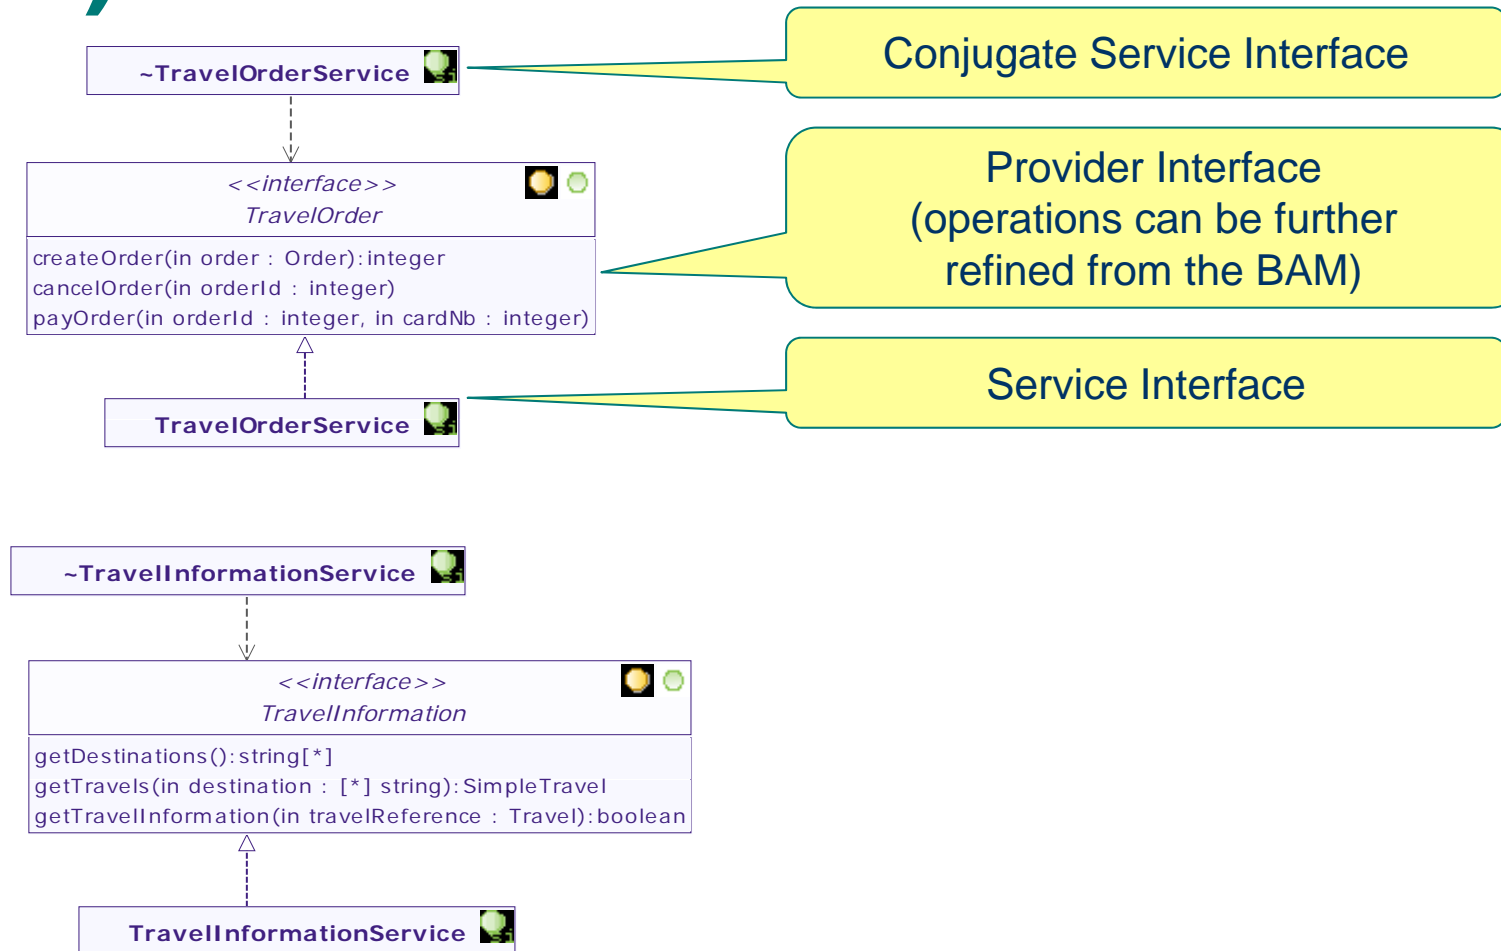 ~TravelOrderService
Conjugate Service Interface
<<interface>>
TravelOrder
createOrder(in order : Order):integer
cancelOrder(in orderId : integer)
payOrder(in orderId : integer, in cardNb : integer)
Provider Interface
(operations can be further
refined from the BAM)
TravelOrderService
Service Interface
~TravelInformationService
<<interface>>
TravelInformation
getDestinations():string[*]
getTravels(in destination : [*] string):SimpleTravel
getTravelInformation(in travelReference : Travel):boolean
TravelInformationService